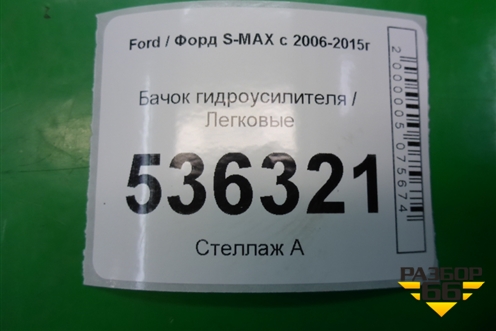 Ford / Форд S-MAX с 2006-2015г
Бачок гидроусилителя /
Легковые
536321
Стеллаж А
2000005075674
РАЗБОР
66